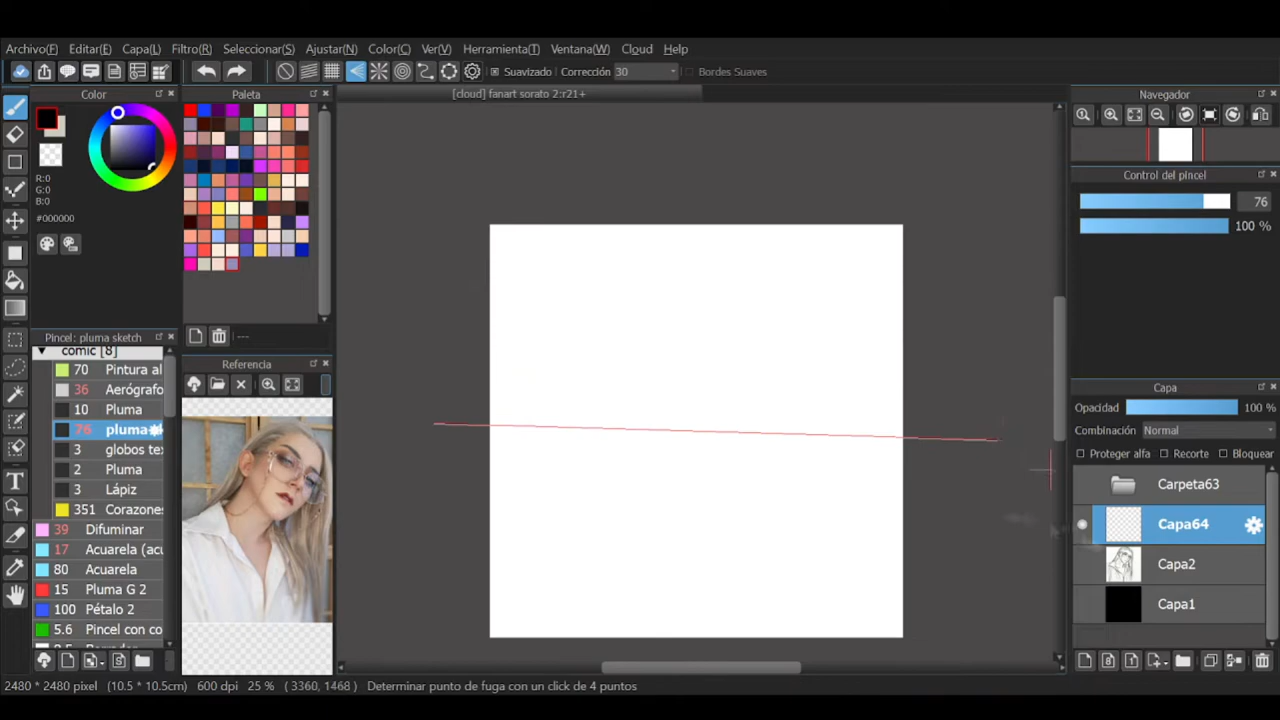 Archivo(F) Editar(E) Capa(L) Filtro(R) Seleccionar(S) Ajustar(N) Color(C) Ver(V) Herramienta(T) Ventana(W) Cloud Help
Suavizado Corrección 30 Bordes Suaves
Color
R:0
G:0
B:0
#000000
Paleta
---
[cloud] fanart sorato 2:r21+
Navegador
Control del pincel
76
100 %
Pincel: pluma sketch
comic [8]
70 Pintura al
36 Aerógrafo
10 Pluma
76 pluma
3 globos tex
2 Pluma
3 Lápiz
351 Corazones
39 Difuminar
17 Acuarela (acu
80 Acuarela
15 Pluma G 2
100 Pétalo 2
5.6 Pincel con co
Referencia
Capa
Opacidad 100 %
Combinación Normal
Proteger alfa Recorte Bloquear
Carpeta63
Capa64
Capa2
Capa1
2480 * 2480 pixel (10.5 * 10.5cm) 600 dpi 25 % (3360, 1468) Determinar punto de fuga con un click de 4 puntos